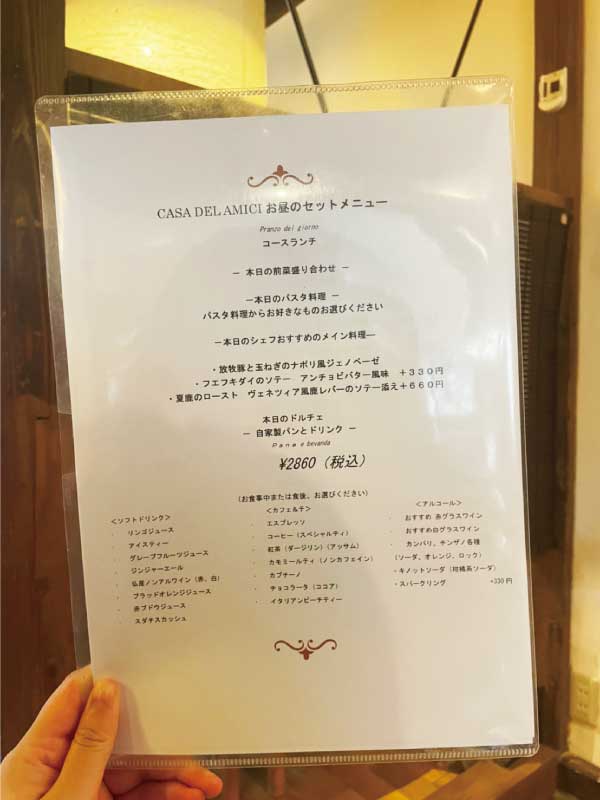 CASA DEL AMICI お昼のセットメニュー
Pranzo del giorno
コースランチ
― 本日の前菜盛り合わせ ―
―本日のパスタ料理 ―
パスタ料理からお好きなものお選びください
―本日のシェフおすすめのメイン料理―
・放牧豚と玉ねぎのナポリ風ジェノベーゼ
・フエフキダイのソテー　アンチョビバター風味　＋330円
・夏鹿のロースト　ヴェネツィア風鹿レバーのソテー添え＋660円
本日のドルチェ
― 自家製パンとドリンク ―
Pane e bevanda
¥2860（税込）
（お食事中または食後、お選びください）
＜ソフトドリンク＞
・ リンゴジュース
・ アイスティー
・ グレープフルーツジュース
・ ジンジャーエール
・ 仏産ノンアルワイン（赤、白）
・ ブラッドオレンジジュース
・ 赤ブドウジュース
・ スダチスカッシュ
＜カフェ&テ＞
・ エスプレッソ
・ コーヒー（スペシャルティ）
・ 紅茶（ダージリン）（アッサム）
・ カモミールティ（ノンカフェイン）
・ カプチーノ
・ チョコラータ（ココア）
・ イタリアンピーチティー
＜アルコール＞
・ おすすめ 赤グラスワイン
・ おすすめ白グラスワイン
・ カンパリ、チンザノ各種
（ソーダ、オレンジ、ロック）
・キノットソーダ（柑橘系ソーダ）
・スパークリング +330円